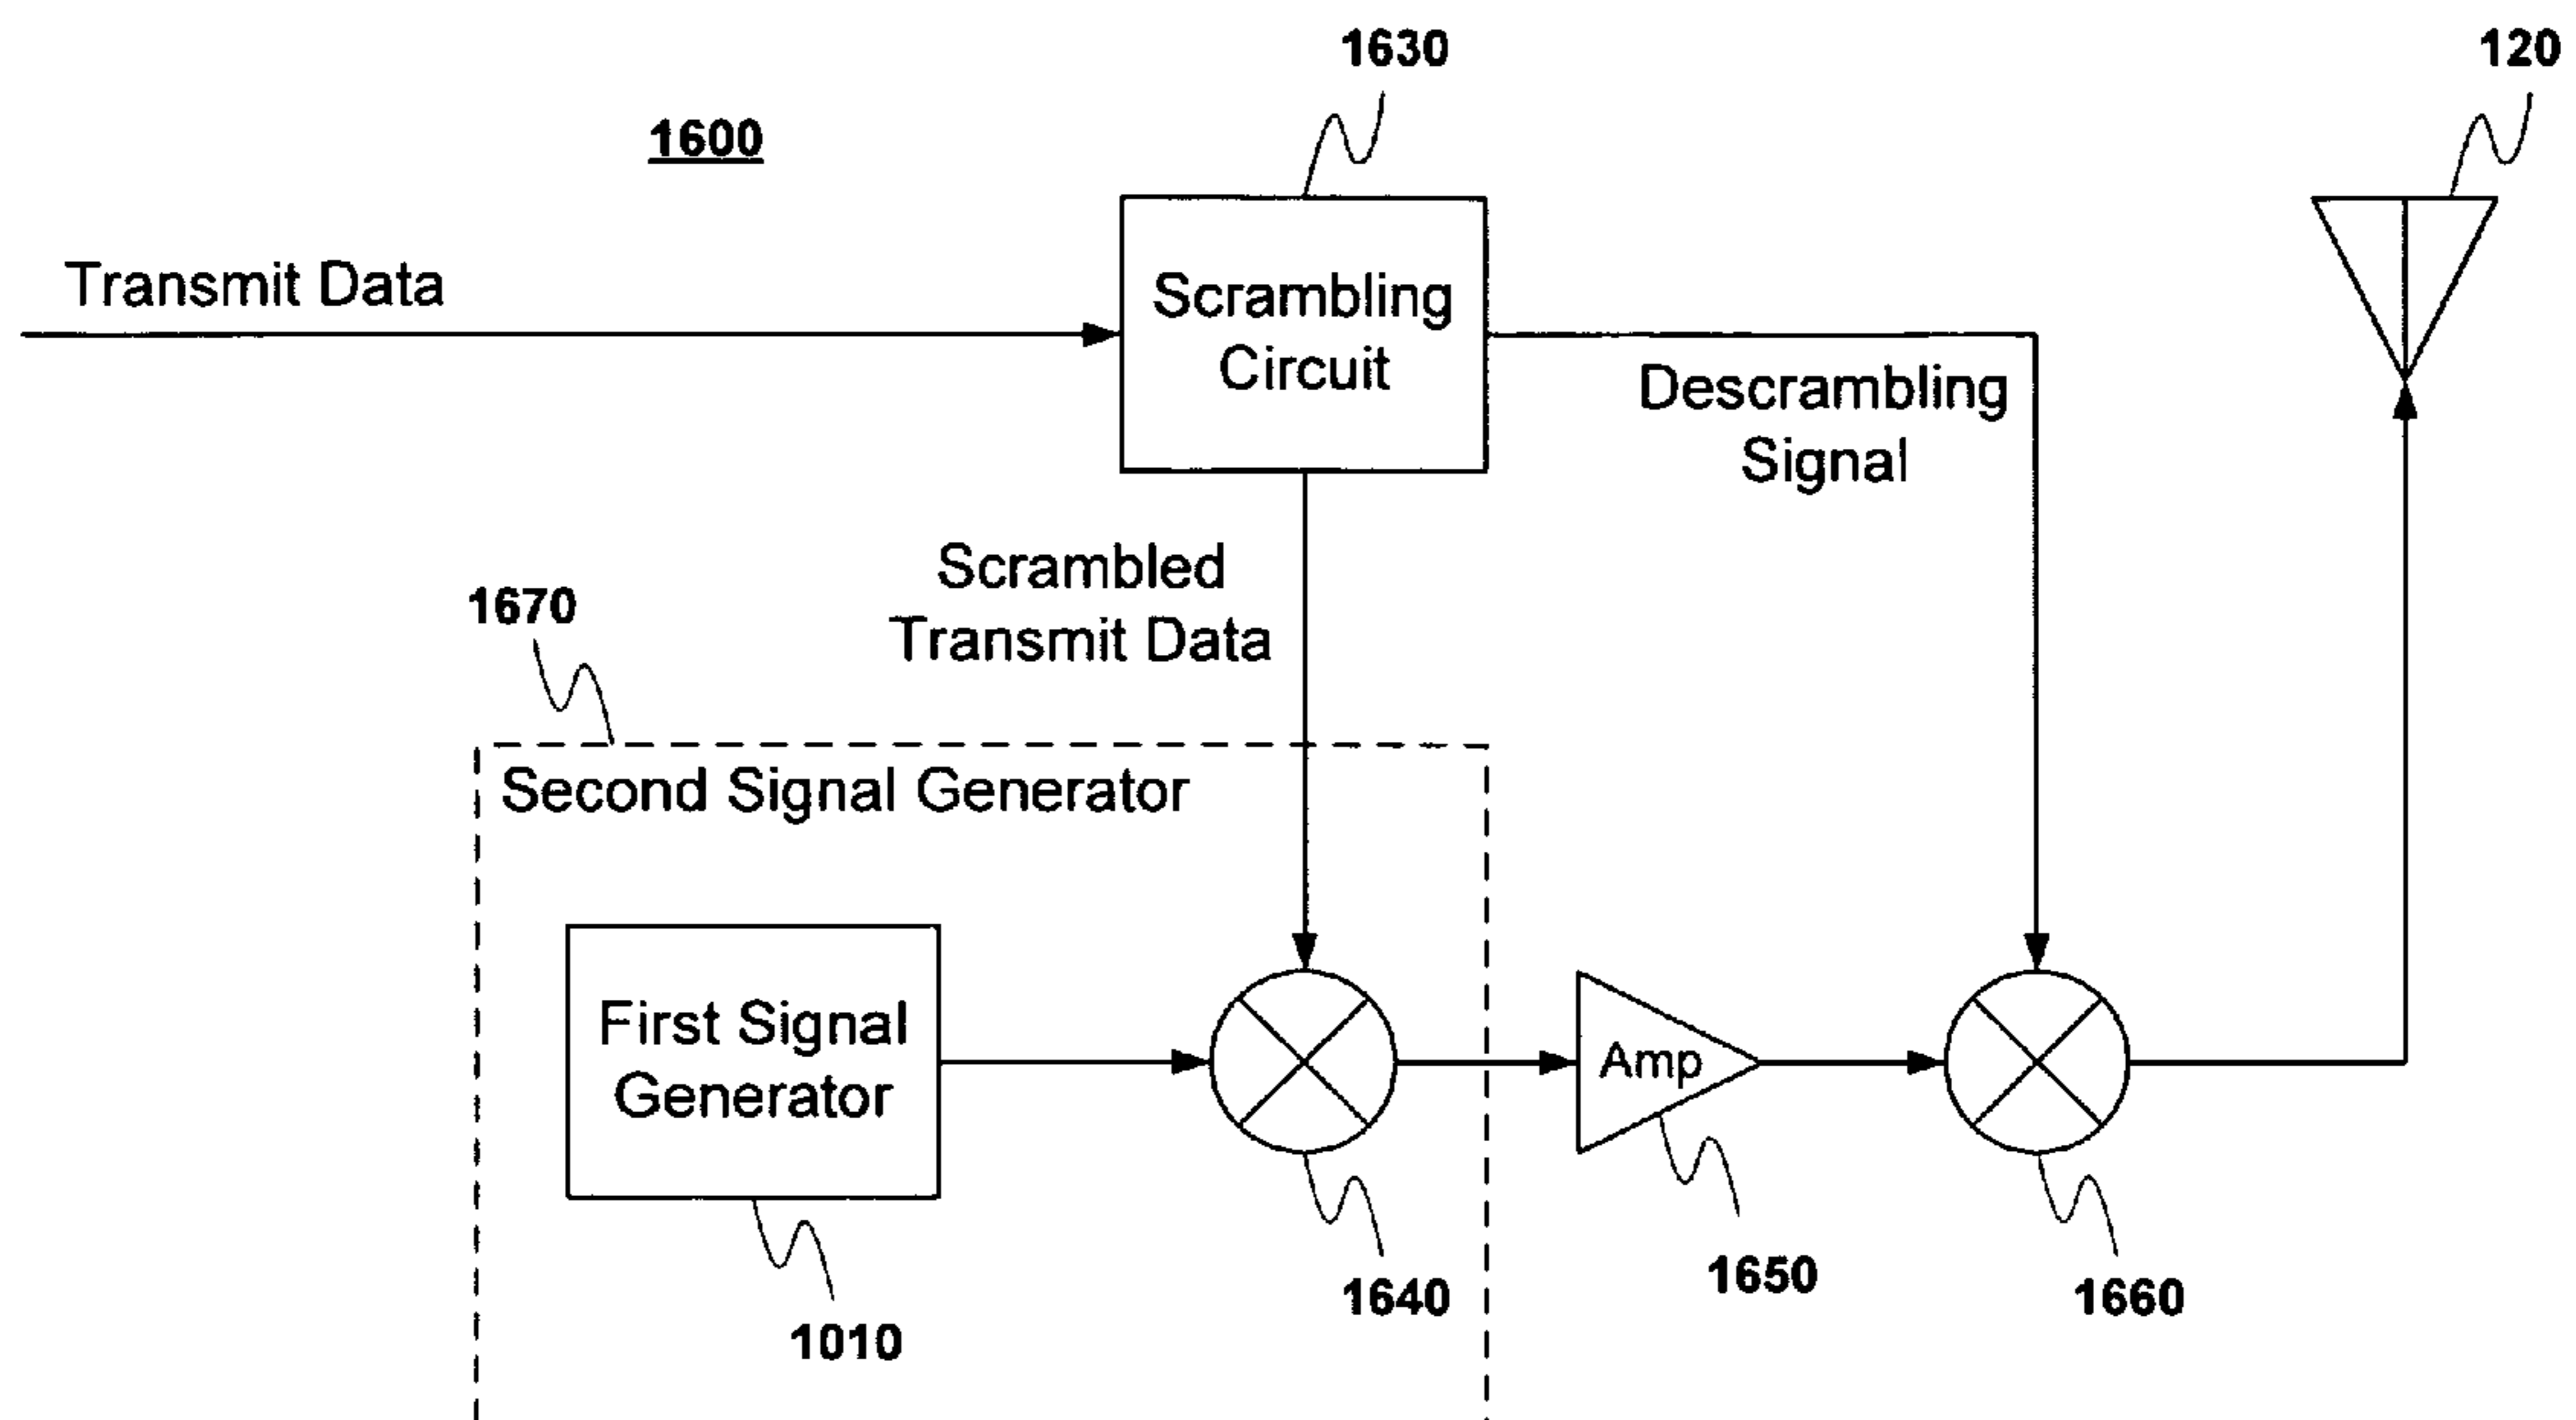 1630
120
1600
Transmit Data
Scrambling
Circuit
Descrambling
Signal
Scrambled
Transmit Data
1670
Second Signal Generator
First Signal
Generator
Amp
1650
1640
1660
1010